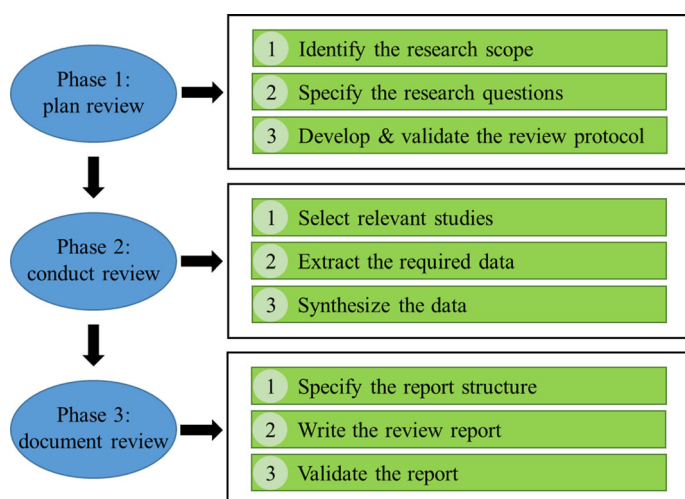 Phase 1:
plan review
1 Identify the research scope
2 Specify the research questions
3 Develop & validate the review protocol
Phase 2:
conduct review
1 Select relevant studies
2 Extract the required data
3 Synthesize the data
Phase 3:
document review
1 Specify the report structure
2 Write the review report
3 Validate the report